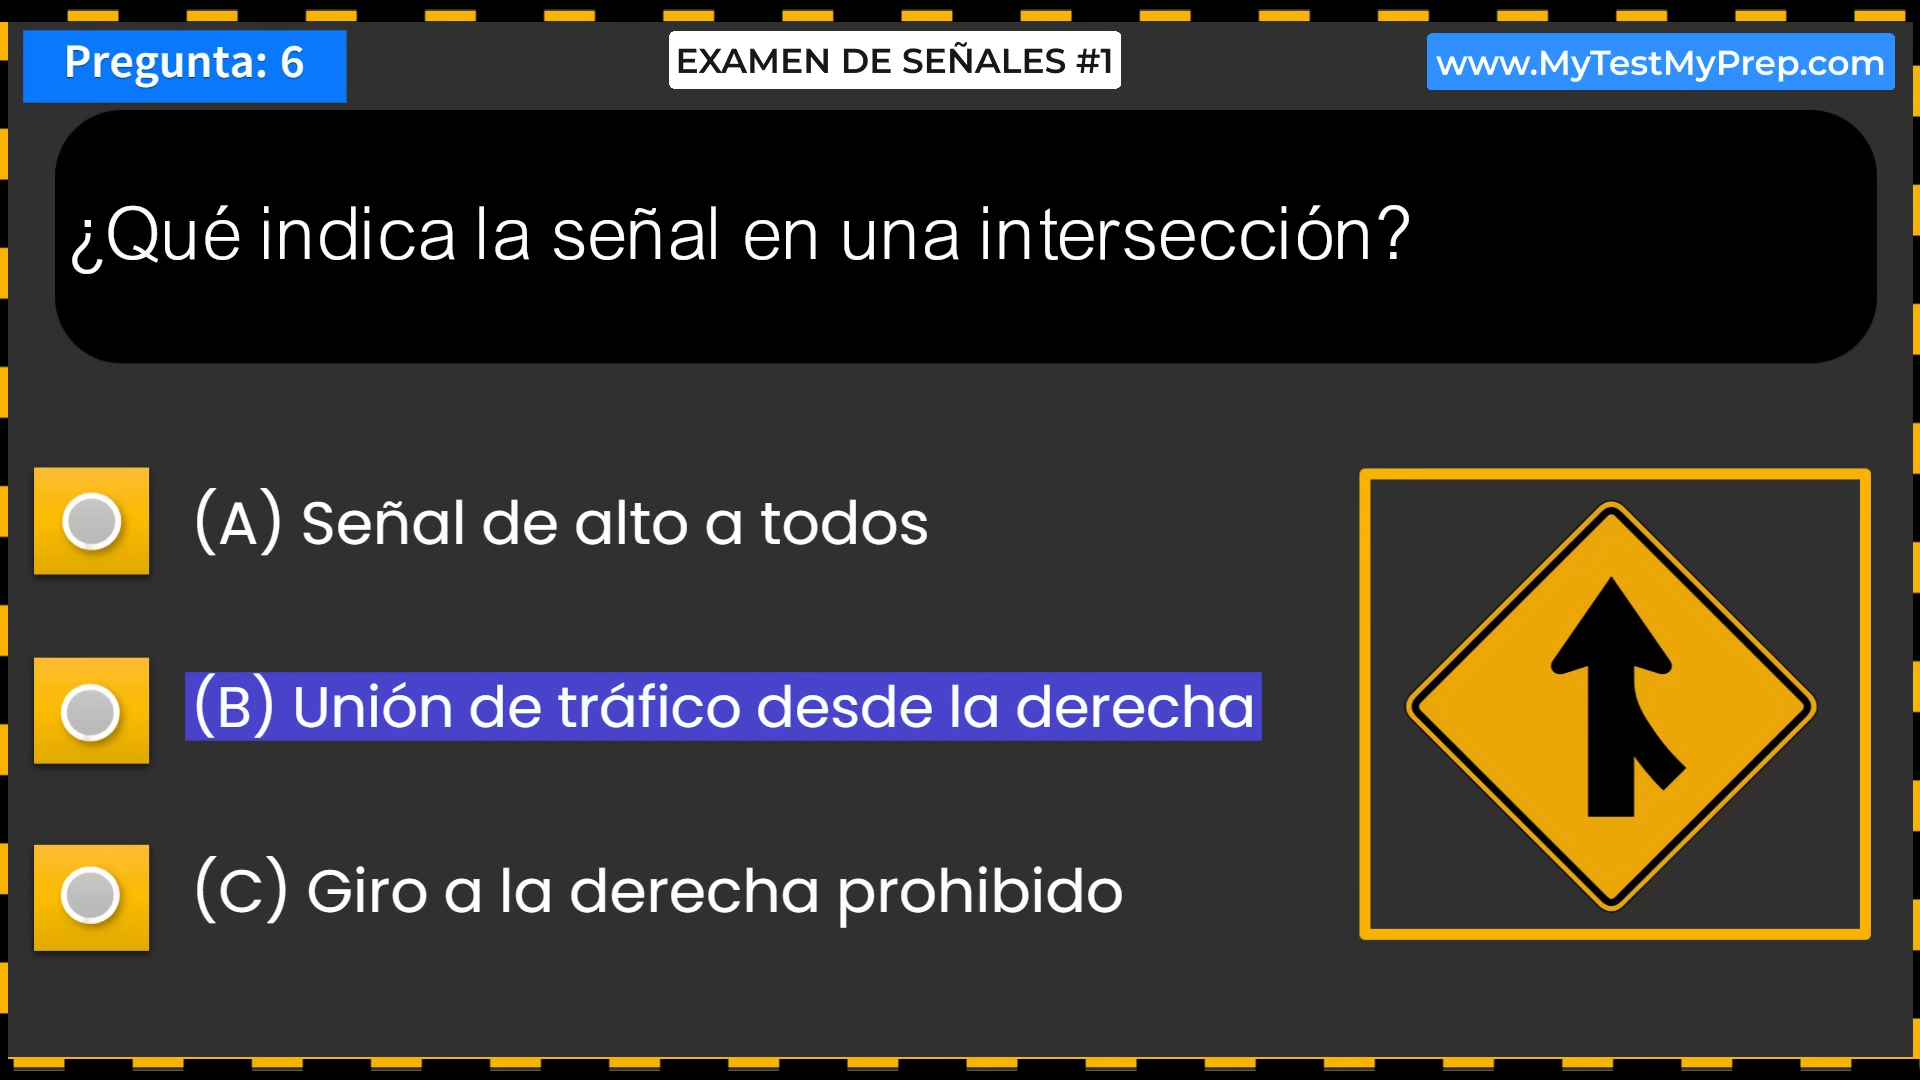 Pregunta: 6
EXAMEN DE SEÑALES #1
www.MyTestMyPrep.com
¿Qué indica la señal en una intersección?
(A) Señal de alto a todos
(B) Unión de tráfico desde la derecha
(C) Giro a la derecha prohibido